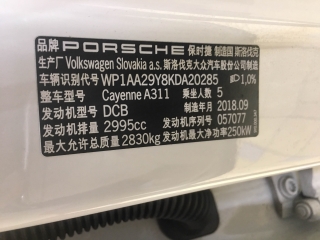 品牌 PORSCHE 保时捷 制造国 斯洛伐克
生产厂 Volkswagen Slovakia a.s. 斯洛伐克大众汽车股份公司制造
车辆识别代号 WP1AA29Y8KDA20285 1,0%
整车型号 Cayenne A311 乘坐人数 5
发动机型号 DCB 制造年月 2018.09
发动机排量 2995cc 发动机序号 057077
最大允许总质量 2830kg 发动机最大净功率 250kW